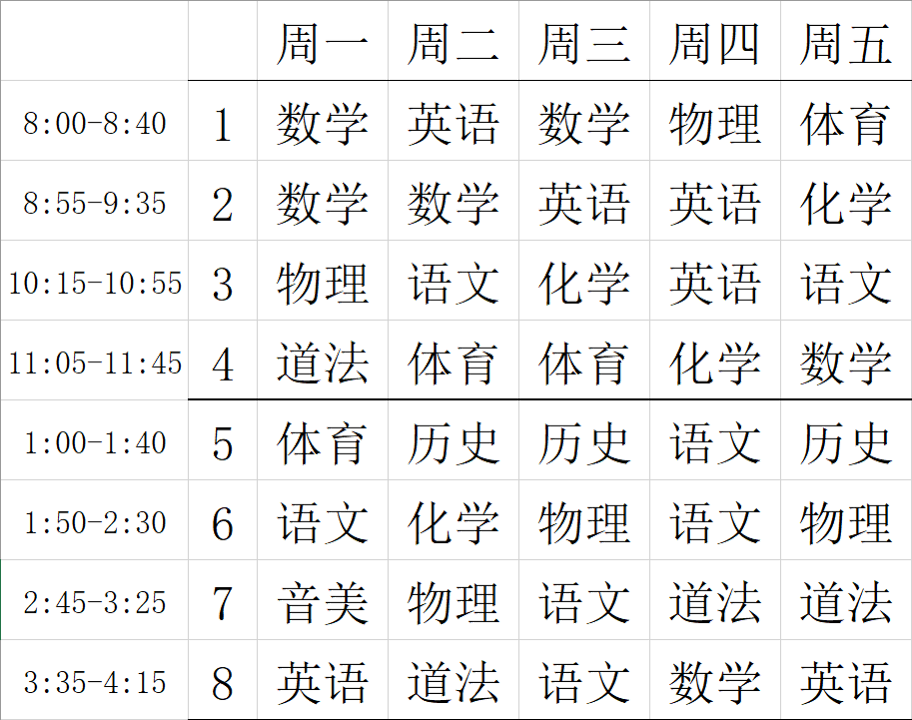 周一 周二 周三 周四 周五
8:00-8:40 1 数学 英语 数学 物理 体育
8:55-9:35 2 数学 数学 英语 英语 化学
10:15-10:55 3 物理 语文 化学 英语 语文
11:05-11:45 4 道法 体育 体育 化学 数学
1:00-1:40 5 体育 历史 历史 语文 历史
1:50-2:30 6 语文 化学 物理 语文 物理
2:45-3:25 7 音美 物理 语文 道法 道法
3:35-4:15 8 英语 道法 语文 数学 英语